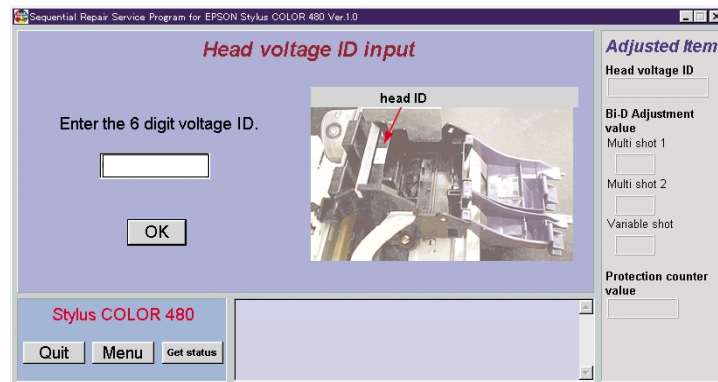 Sequential Repair Service Program for EPSON Stylus COLOR 480 Ver.1.0
Head voltage ID input
head ID
Enter the 6 digit voltage ID.
OK
Stylus COLOR 480
Quit
Menu
Get status
Adjusted Item
Head voltage ID
Bi-D Adjustment
value
Multi shot 1
Multi shot 2
Variable shot
Protection counter
value